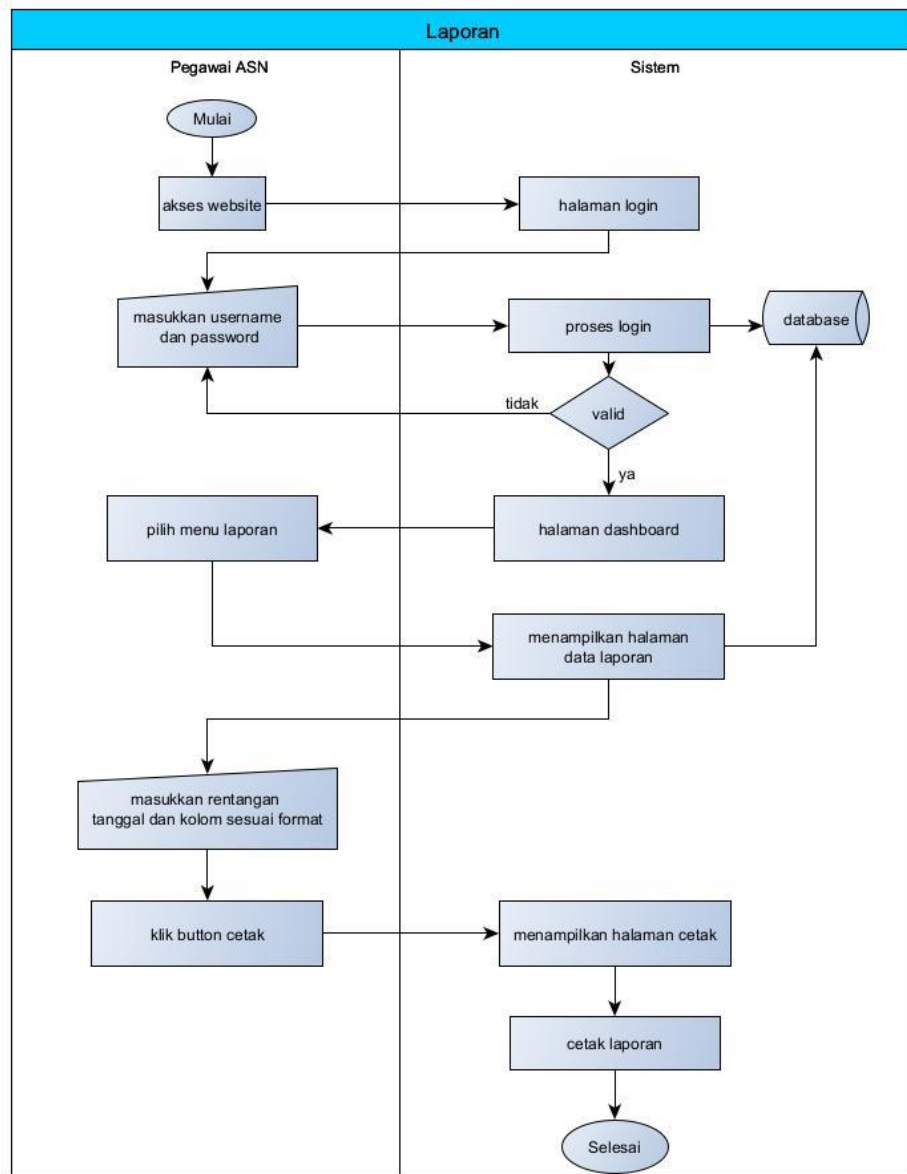 Laporan
Pegawai ASN
Sistem
Mulai
akses website
halaman login
masukkan username
dan password
proses login
database
tidak
valid
ya
pilih menu laporan
halaman dashboard
menampilkan halaman
data laporan
masukkan rentangan
tanggal dan kolom sesuai format
klik button cetak
menampilkan halaman cetak
cetak laporan
Selesai